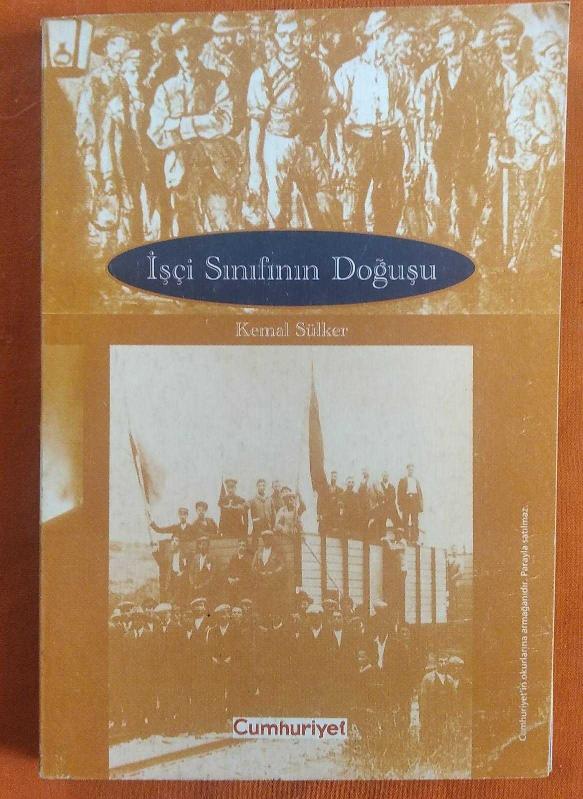 İşçi Sınıfının Doğuşu
Kemal Sülker
Cumhuriyet'in okurlarına armağanıdır. Parayla satılmaz.
Cumhuriyet